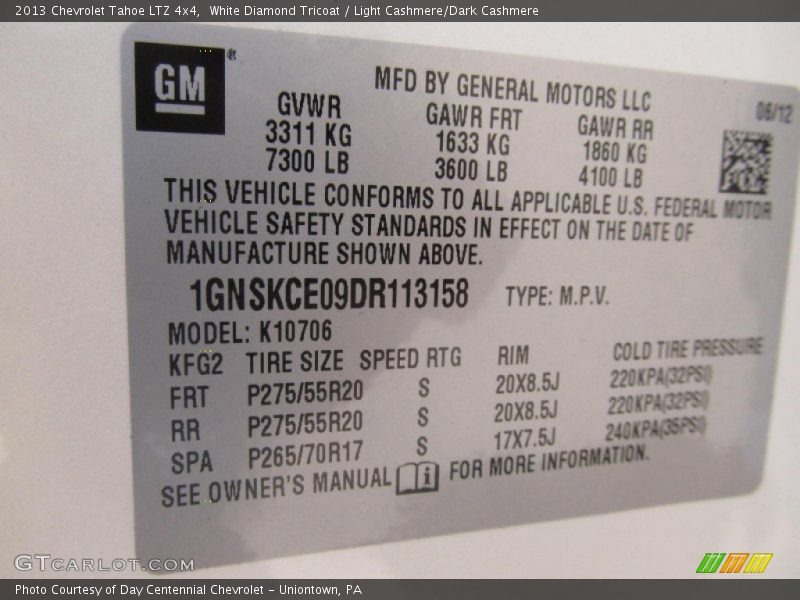 2013 Chevrolet Tahoe LTZ 4x4, White Diamond Tricoat / Light Cashmere/Dark Cashmere
GM®
MFD BY GENERAL MOTORS LLC
06/12
GVWR GAWR FRT GAWR RR
3311 KG 1633 KG 1860 KG
7300 LB 3600 LB 4100 LB
THIS VEHICLE CONFORMS TO ALL APPLICABLE U.S. FEDERAL MOTOR
VEHICLE SAFETY STANDARDS IN EFFECT ON THE DATE OF
MANUFACTURE SHOWN ABOVE.
1GNSKCE09DR113158 TYPE: M.P.V.
MODEL: K10706
KFG2 TIRE SIZE SPEED RTG RIM COLD TIRE PRESSURE
FRT P275/55R20 S 20X8.5J 220KPA(32PSI)
RR P275/55R20 S 20X8.5J 220KPA(32PSI)
SPA P265/70R17 S 17X7.5J 240KPA(35PSI)
SEE OWNER'S MANUAL i FOR MORE INFORMATION.
GTCARLOT.COM
Photo Courtesy of Day Centennial Chevrolet - Uniontown, PA